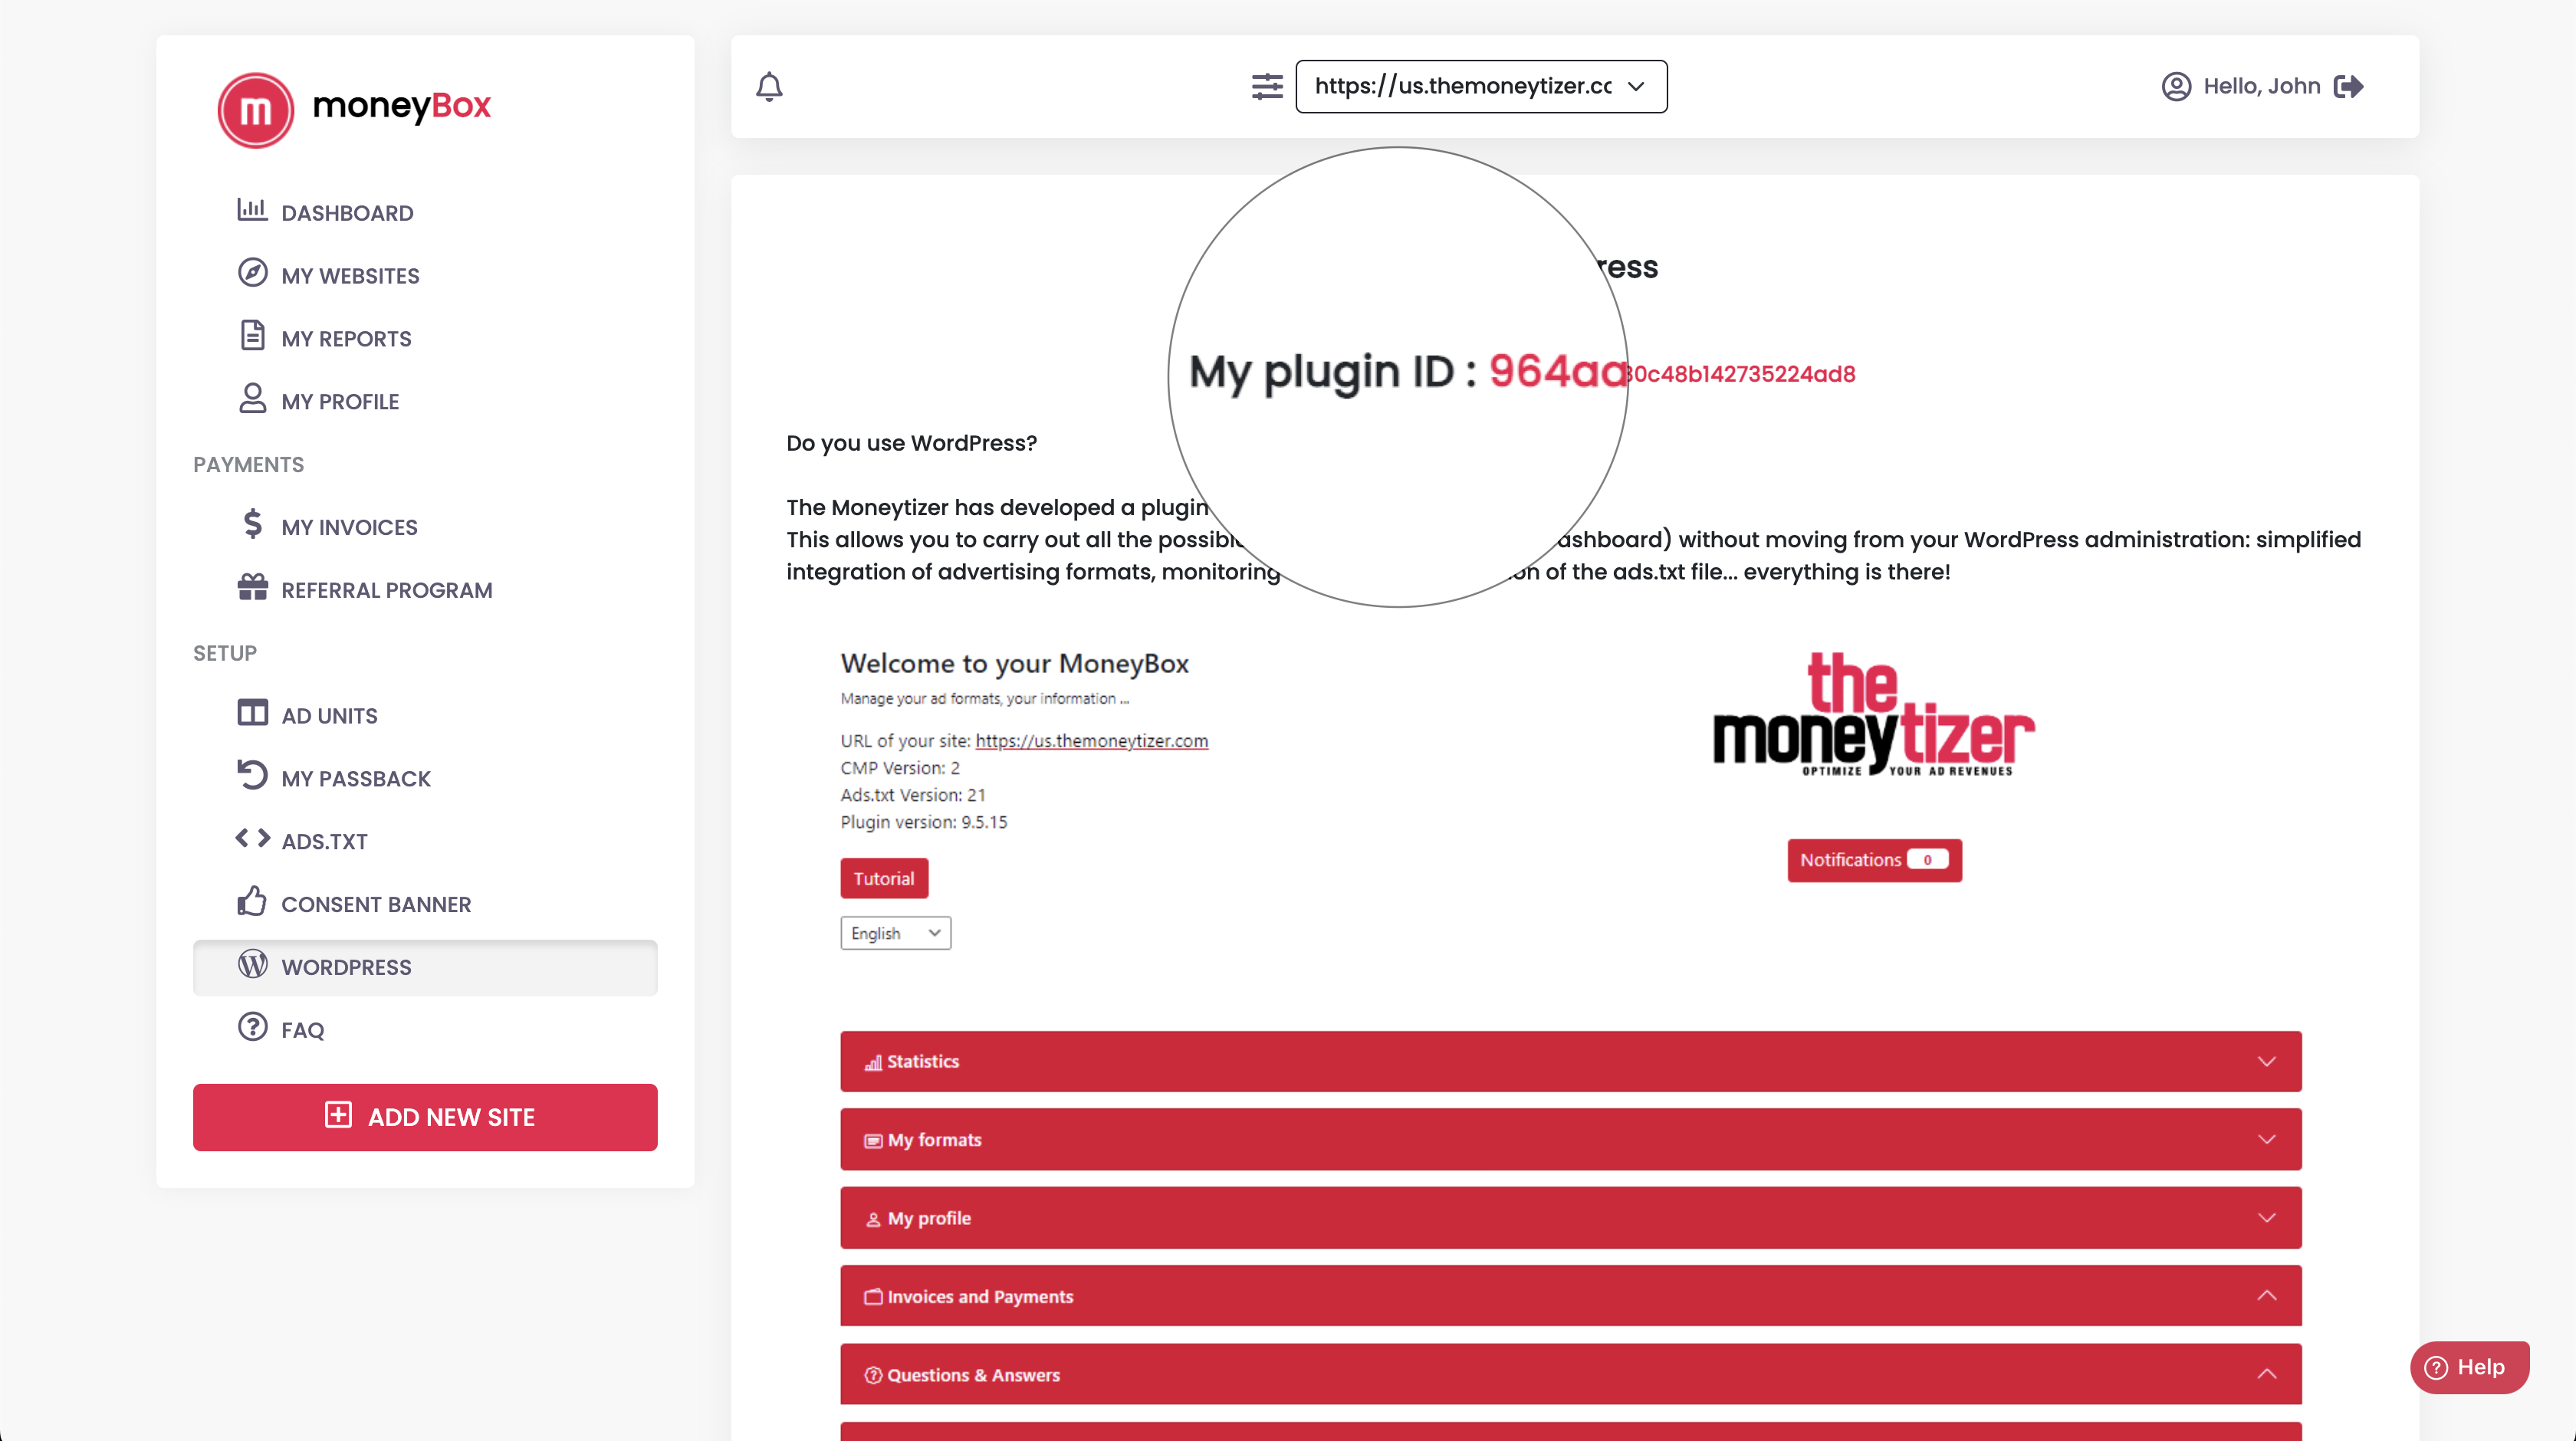 m moneyBox
DASHBOARD
MY WEBSITES
MY REPORTS
MY PROFILE
PAYMENTS
$ MY INVOICES
REFERRAL PROGRAM
SETUP
AD UNITS
MY PASSBACK
ADS.TXT
CONSENT BANNER
WORDPRESS
FAQ
ADD NEW SITE
https://us.themoneytizer.cc
Hello, John
ress
My plugin ID : 964aa30c48b142735224ad8
Do you use WordPress?
The Moneytizer has developed a plugin
This allows you to carry out all the possible ashboard) without moving from your WordPress administration: simplified
integration of advertising formats, monitoring on of the ads.txt file... everything is there!
Welcome to your MoneyBox
Manage your ad formats, your information ...
URL of your site: https://us.themoneytizer.com
CMP Version: 2
Ads.txt Version: 21
Plugin version: 9.5.15
Tutorial
English
the
moneytizer
OPTIMIZE YOUR AD REVENUES
Notifications 0
Statistics
My formats
My profile
Invoices and Payments
Questions & Answers
Help